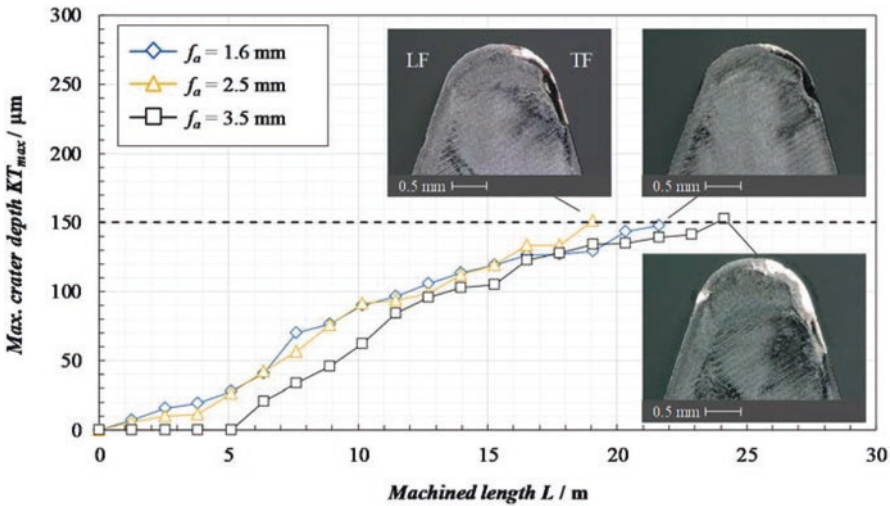 Max. crater depth KTmax / µm
300
250
200
150
100
50
0
fa = 1.6 mm
fa = 2.5 mm
fa = 3.5 mm
LF
TF
0.5 mm
0.5 mm
0.5 mm
0 5 10 15 20 25 30
Machined length L / m